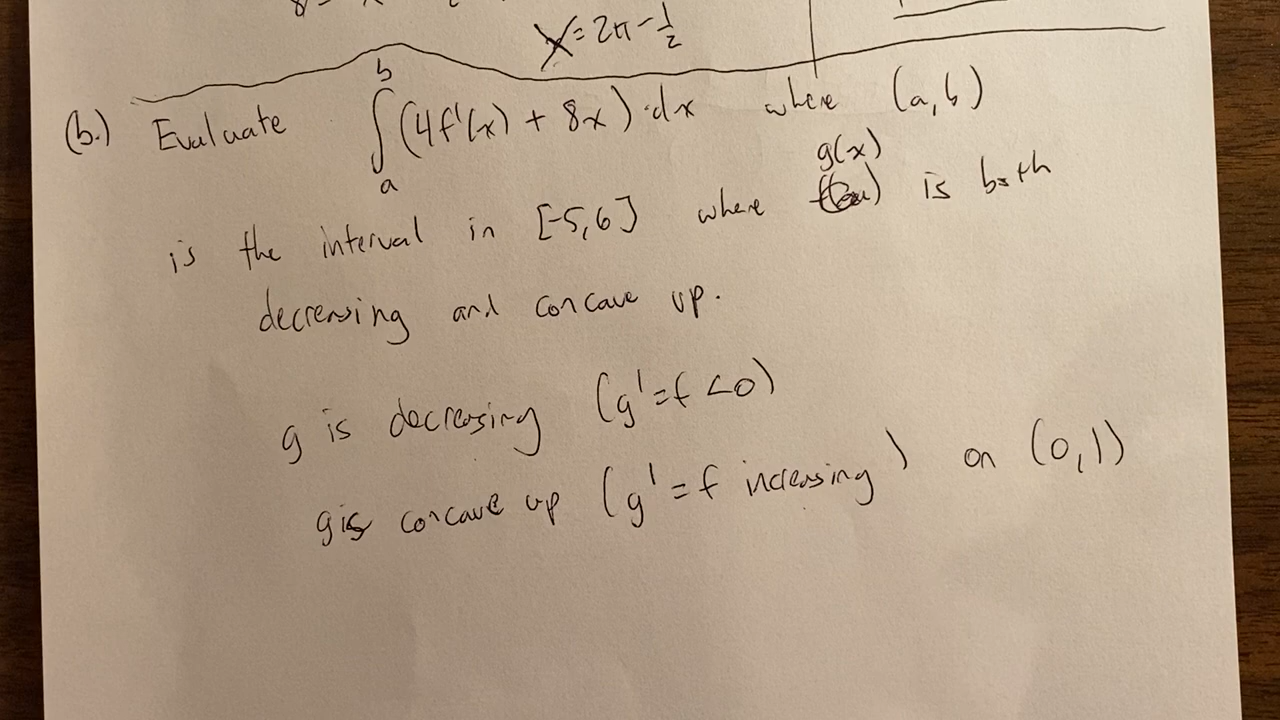 x = 2π - 1/2
(b.) Evaluate ∫_a^b (4f'(x) + 8x) · dx where (a, b)
g(x)
is the interval in [-5, 6] where is both
decreasing and concave up.
g is decreasing (g' = f < 0)
g is concave up (g' = f increasing) on (0, 1)